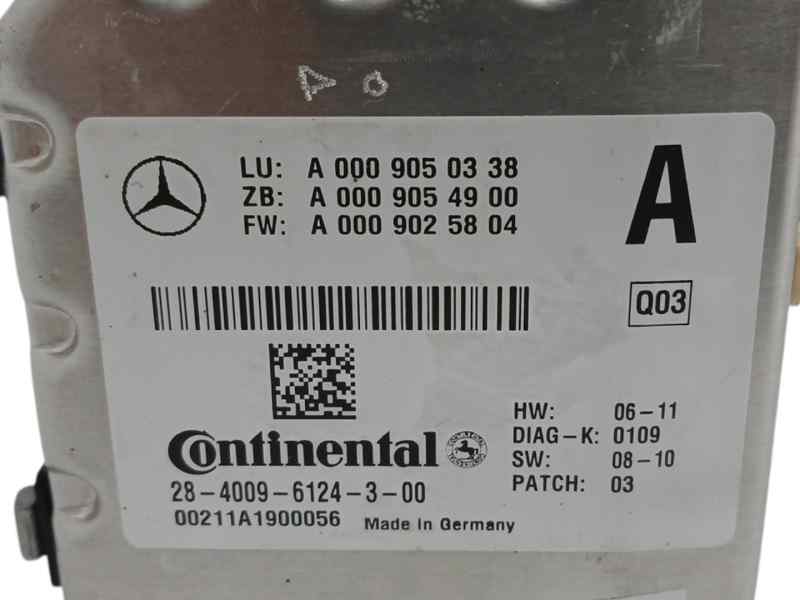 LU: A 000 905 03 38
ZB: A 000 905 49 00
FW: A 000 902 58 04
A
Q03
Continental
28-4009-6124-3-00
00211A1900056 Made in Germany
HW: 06-11
DIAG-K: 0109
SW: 08-10
PATCH: 03